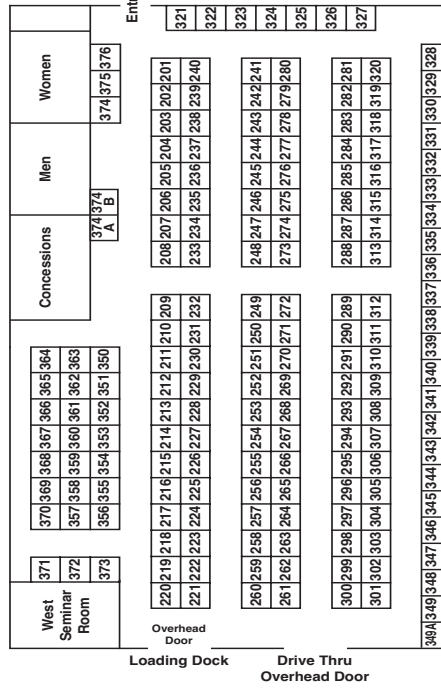 West
Seminar
Room
Concessions
Men
Women
371 370 369 368 367 366 365 364
372 357 358 359 360 361 362 363
373 356 355 354 353 352 351 350
374 A
374 B
374 375 376
Entr
220 219 218 217 216 215 214 213 212 211 210 209 208 207 206 205 204 203 202 201
221 222 223 224 225 226 227 228 229 230 231 232 233 234 235 236 237 238 239 240
260 259 258 257 256 255 254 253 252 251 250 249 248 247 246 245 244 243 242 241
261 262 263 264 265 266 267 268 269 270 271 272 273 274 275 276 277 278 279 280
300 299 298 297 296 295 294 293 292 291 290 289 288 287 286 285 284 283 282 281
301 302 303 304 305 306 307 308 309 310 311 312 313 314 315 316 317 318 319 320
321
322
323
324
325
326
327
349A 349 348 347 346 345 344 343 342 341 340 339 338 337 336 335 334 333 332 331 330 329 328
Overhead
Door
Loading Dock
Drive Thru
Overhead Door